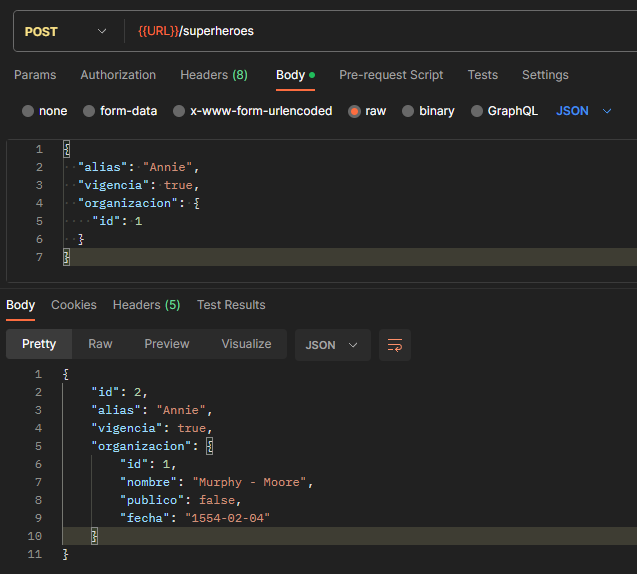 POST {{URL}}/superheroes
Params Authorization Headers (8) Body Pre-request Script Tests Settings
none form-data x-www-form-urlencoded raw binary GraphQL JSON
1 {
2 "alias": "Annie",
3 "vigencia": true,
4 "organizacion": {
5 "id": 1
6 }
7 }
Body Cookies Headers (5) Test Results
Pretty Raw Preview Visualize JSON
1 {
2 "id": 2,
3 "alias": "Annie",
4 "vigencia": true,
5 "organizacion": {
6 "id": 1,
7 "nombre": "Murphy - Moore",
8 "publico": false,
9 "fecha": "1554-02-04"
10 }
11 }